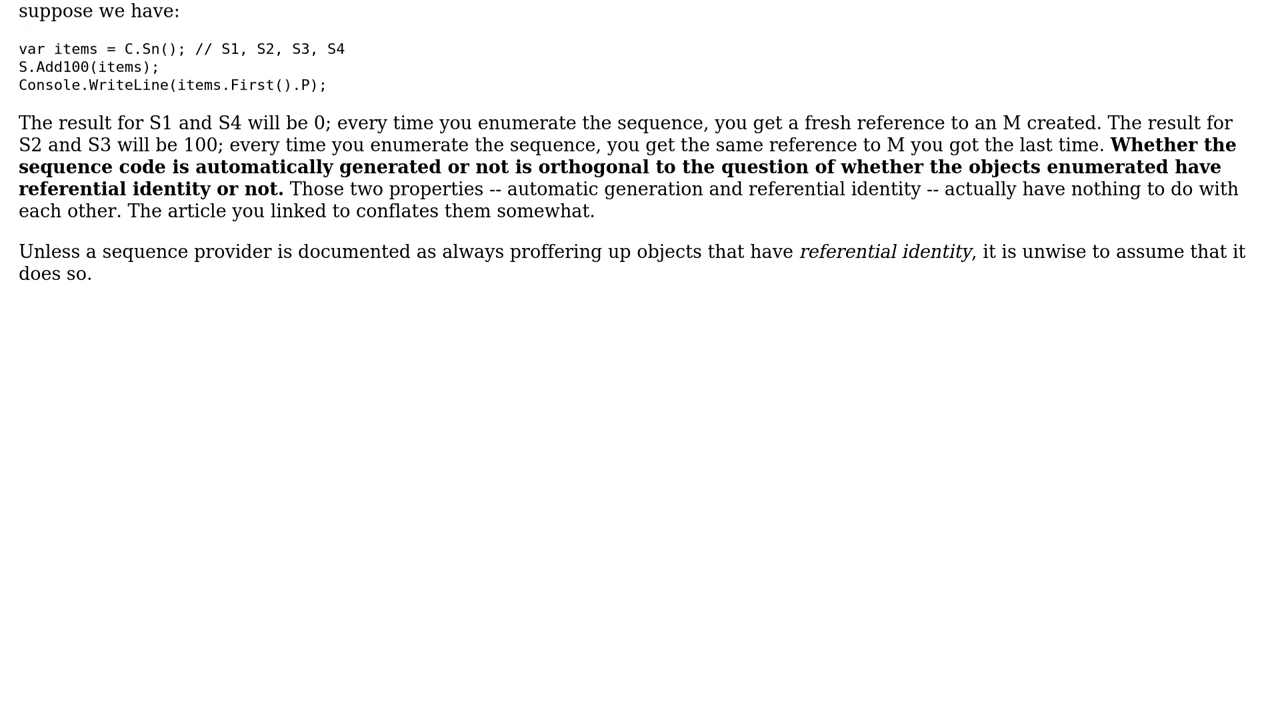 suppose we have:
var items = C.Sn(); // S1, S2, S3, S4
S.Add100(items);
Console.WriteLine(items.First().P);
The result for S1 and S4 will be 0; every time you enumerate the sequence, you get a fresh reference to an M created. The result for
S2 and S3 will be 100; every time you enumerate the sequence, you get the same reference to M you got the last time. Whether the
sequence code is automatically generated or not is orthogonal to the question of whether the objects enumerated have
referential identity or not. Those two properties -- automatic generation and referential identity -- actually have nothing to do with
each other. The article you linked to conflates them somewhat.
Unless a sequence provider is documented as always proffering up objects that have referential identity, it is unwise to assume that it
does so.